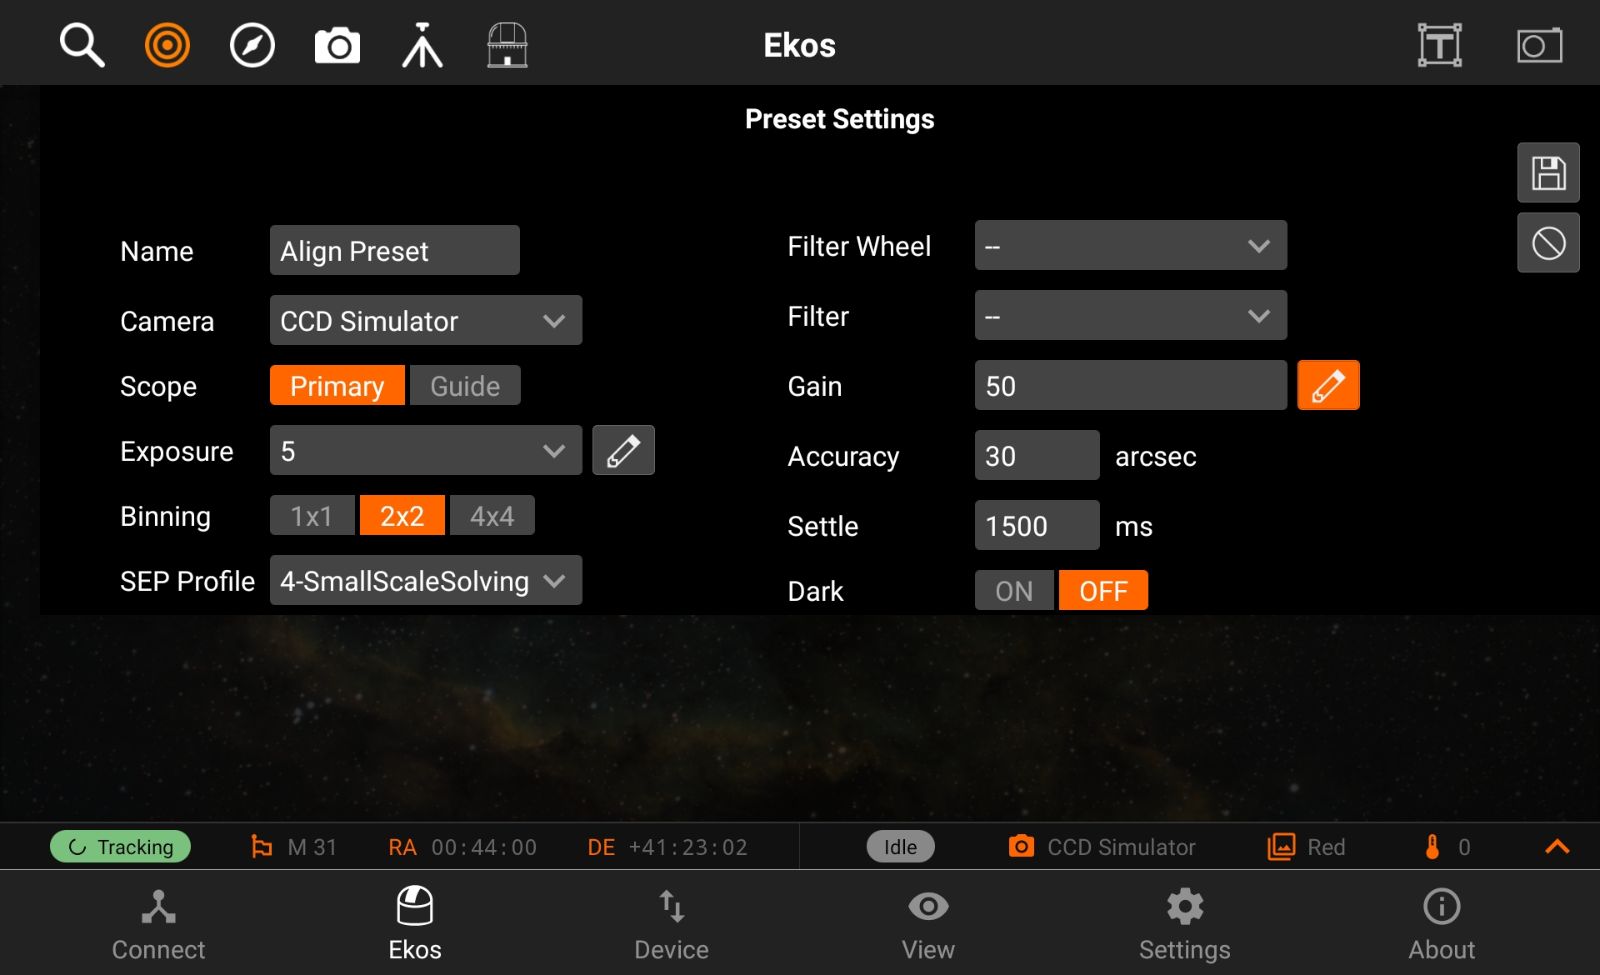 Ekos
Preset Settings
Name Align Preset
Camera CCD Simulator
Scope Primary Guide
Exposure 5
Binning 1x1 2x2 4x4
SEP Profile 4-SmallScaleSolving
Filter Wheel --
Filter --
Gain 50
Accuracy 30 arcsec
Settle 1500 ms
Dark ON OFF
Tracking M 31 RA 00:44:00 DE +41:23:02 Idle CCD Simulator Red 0
Connect Ekos Device View Settings About